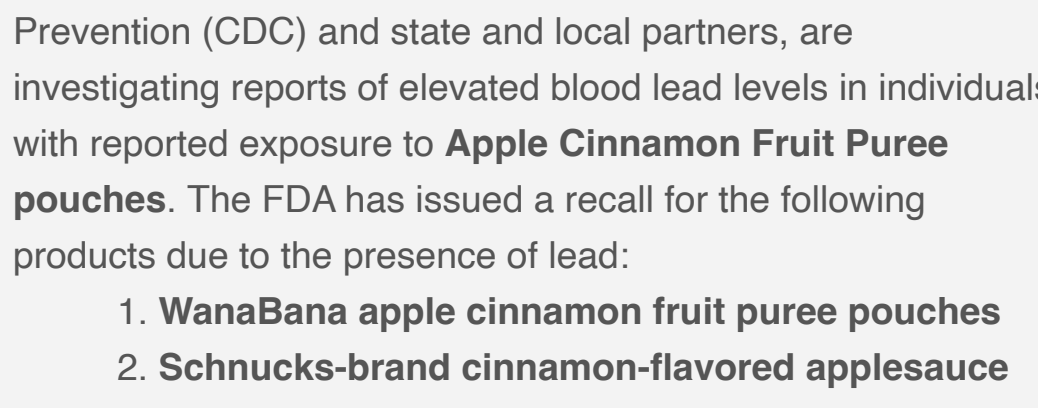 Prevention (CDC) and state and local partners, are
investigating reports of elevated blood lead levels in individuals
with reported exposure to Apple Cinnamon Fruit Puree
pouches. The FDA has issued a recall for the following
products due to the presence of lead:
1. WanaBana apple cinnamon fruit puree pouches
2. Schnucks-brand cinnamon-flavored applesauce